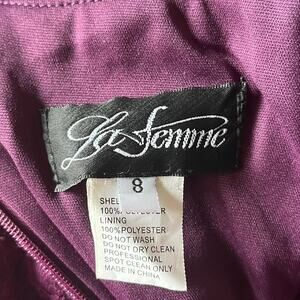 La Femme
8
SHELL
100% POLYESTER
LINING
100%POLYESTER
DO NOT WASH
DO NOT DRY CLEAN
PROFESSIONAL
SPOT CLEAN ONLY
MADE IN CHINA